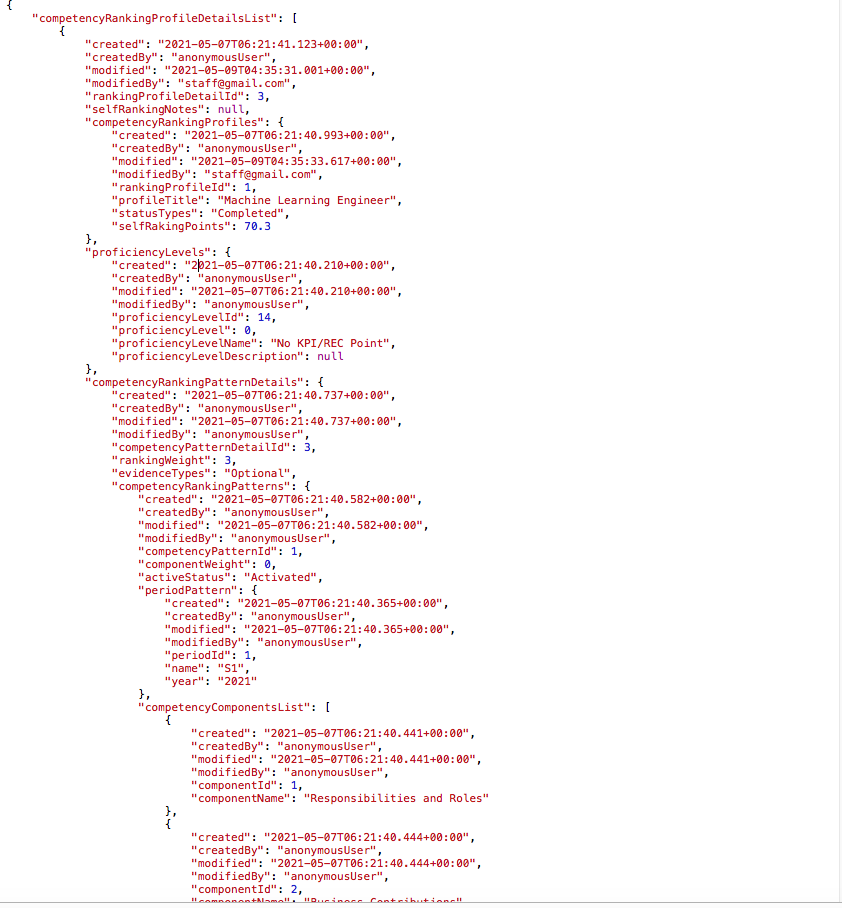 {
"competencyRankingProfileDetailsList": [
{
"created": "2021-05-07T06:21:41.123+00:00",
"createdBy": "anonymousUser",
"modified": "2021-05-09T04:35:31.001+00:00",
"modifiedBy": "staff@gmail.com",
"rankingProfileDetailId": 3,
"selfRankingNotes": null,
"competencyRankingProfiles": {
"created": "2021-05-07T06:21:40.993+00:00",
"createdBy": "anonymousUser",
"modified": "2021-05-09T04:35:33.617+00:00",
"modifiedBy": "staff@gmail.com",
"rankingProfileId": 1,
"profileTitle": "Machine Learning Engineer",
"statusTypes": "Completed",
"selfRakingPoints": 70.3
},
"proficiencyLevels": {
"created": "2021-05-07T06:21:40.210+00:00",
"createdBy": "anonymousUser",
"modified": "2021-05-07T06:21:40.210+00:00",
"modifiedBy": "anonymousUser",
"proficiencyLevelId": 14,
"proficiencyLevel": 0,
"proficiencyLevelName": "No KPI/REC Point",
"proficiencyLevelDescription": null
},
"competencyRankingPatternDetails": {
"created": "2021-05-07T06:21:40.737+00:00",
"createdBy": "anonymousUser",
"modified": "2021-05-07T06:21:40.737+00:00",
"modifiedBy": "anonymousUser",
"competencyPatternDetailId": 3,
"rankingWeight": 3,
"evidenceTypes": "Optional",
"competencyRankingPatterns": {
"created": "2021-05-07T06:21:40.582+00:00",
"createdBy": "anonymousUser",
"modified": "2021-05-07T06:21:40.582+00:00",
"modifiedBy": "anonymousUser",
"competencyPatternId": 1,
"componentWeight": 0,
"activeStatus": "Activated",
"periodPattern": {
"created": "2021-05-07T06:21:40.365+00:00",
"createdBy": "anonymousUser",
"modified": "2021-05-07T06:21:40.365+00:00",
"modifiedBy": "anonymousUser",
"periodId": 1,
"name": "S1",
"year": "2021"
},
"competencyComponentsList": [
{
"created": "2021-05-07T06:21:40.441+00:00",
"createdBy": "anonymousUser",
"modified": "2021-05-07T06:21:40.441+00:00",
"modifiedBy": "anonymousUser",
"componentId": 1,
"componentName": "Responsibilities and Roles"
},
{
"created": "2021-05-07T06:21:40.444+00:00",
"createdBy": "anonymousUser",
"modified": "2021-05-07T06:21:40.444+00:00",
"modifiedBy": "anonymousUser",
"componentId": 2,
"componentName": "Business Contributions"